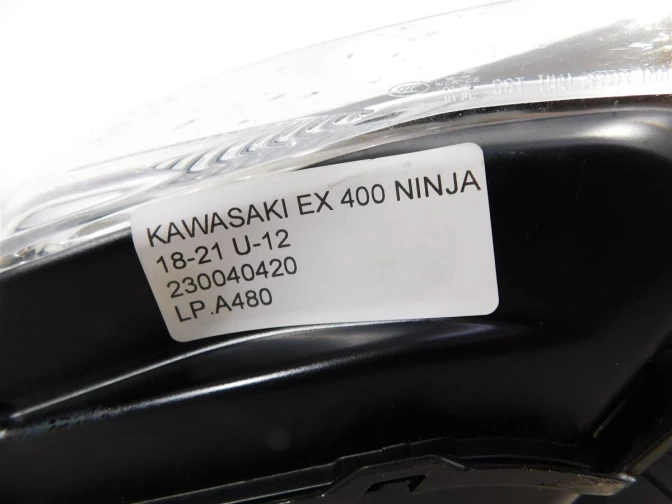 KAWASAKI EX 400 NINJA
18-21 U-12
230040420
LP.A480